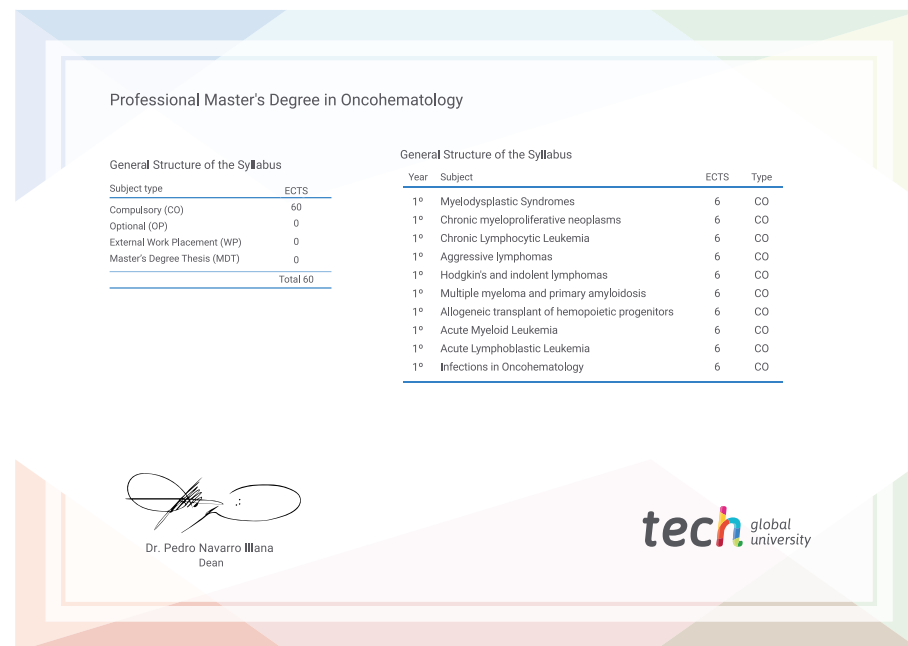 Professional Master's Degree in Oncohematology
General Structure of the Syllabus
Subject type ECTS
Compulsory (CO) 60
Optional (OP) 0
External Work Placement (WP) 0
Master's Degree Thesis (MDT) 0
Total 60
General Structure of the Syllabus
Year Subject ECTS Type
1º Myelodysplastic Syndromes 6 CO
1º Chronic myeloproliferative neoplasms 6 CO
1º Chronic Lymphocytic Leukemia 6 CO
1º Aggressive lymphomas 6 CO
1º Hodgkin's and indolent lymphomas 6 CO
1º Multiple myeloma and primary amyloidosis 6 CO
1º Allogeneic transplant of hemopoietic progenitors 6 CO
1º Acute Myeloid Leukemia 6 CO
1º Acute Lymphoblastic Leukemia 6 CO
1º Infections in Oncohematology 6 CO
Dr. Pedro Navarro Illana
Dean
tech global
university